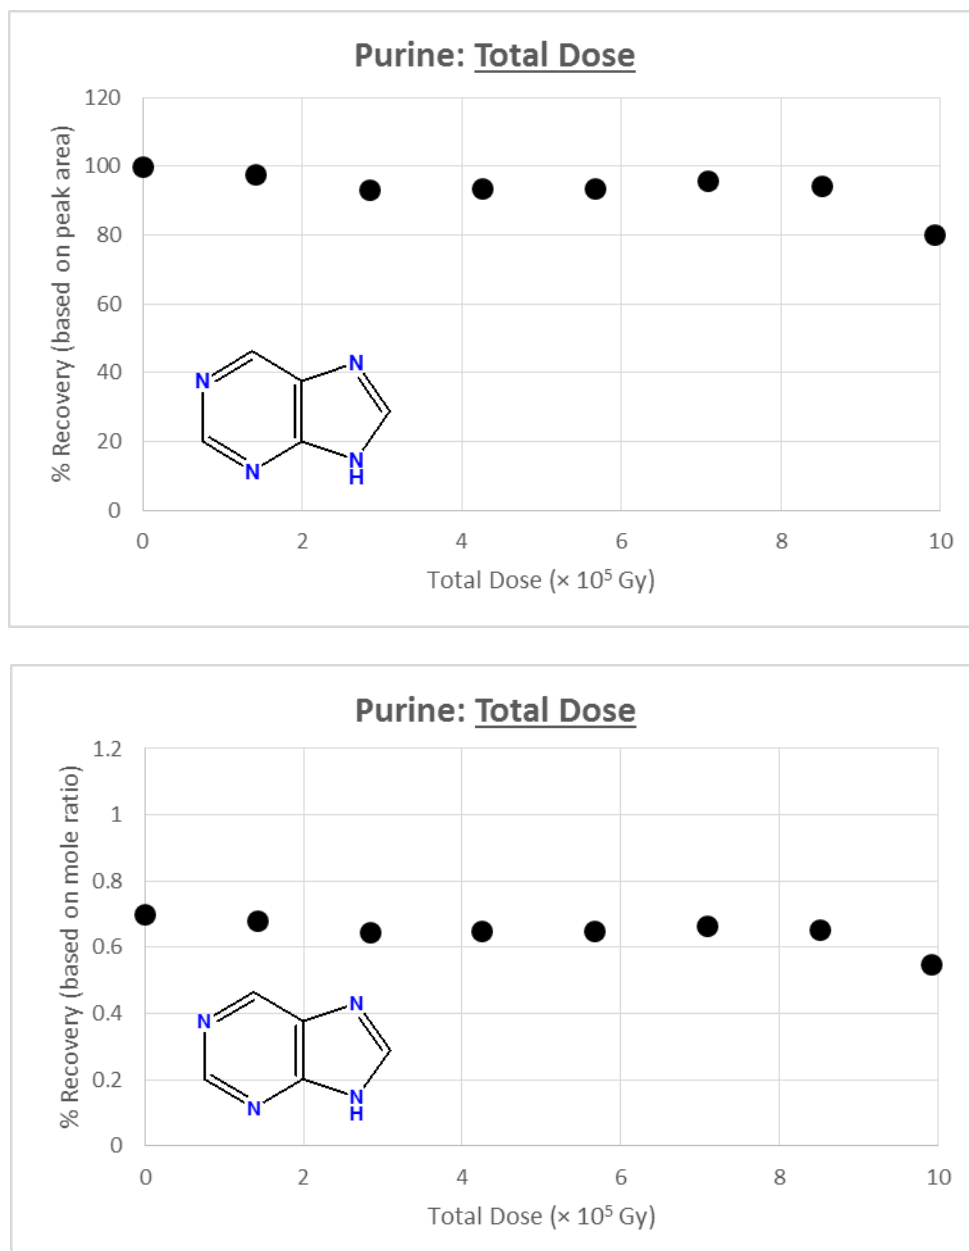 Purine: Total Dose
% Recovery (based on peak area)
120
100
80
60
40
20
0
N
N
N
N
H
0 2 4 6 8 10
Total Dose (× 10⁵ Gy)
Purine: Total Dose
% Recovery (based on mole ratio)
1.2
1
0.8
0.6
0.4
0.2
0
N
N
N
N
H
0 2 4 6 8 10
Total Dose (× 10⁵ Gy)